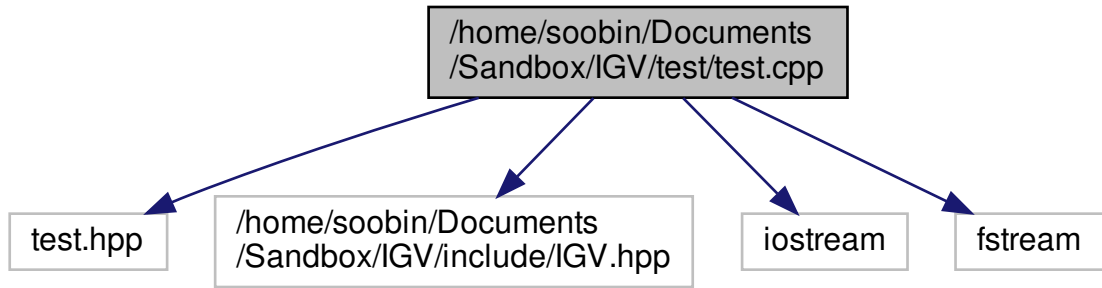 /home/soobin/Documents
/Sandbox/IGV/test/test.cpp
test.hpp
/home/soobin/Documents
/Sandbox/IGV/include/IGV.hpp
iostream
fstream